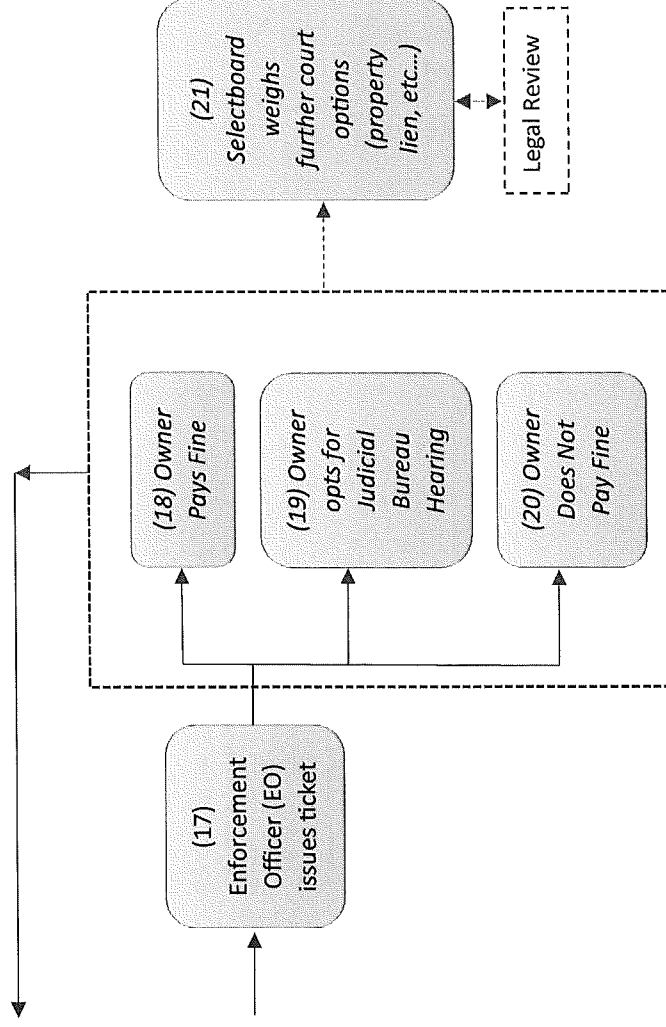 (17)
Enforcement
Officer (EO)
issues ticket
(18) Owner
Pays Fine
(19) Owner
opts for
Judicial
Bureau
Hearing
(20) Owner
Does Not
Pay Fine
(21)
Selectboard
weighs
further court
options
(property
lien, etc...)
Legal Review